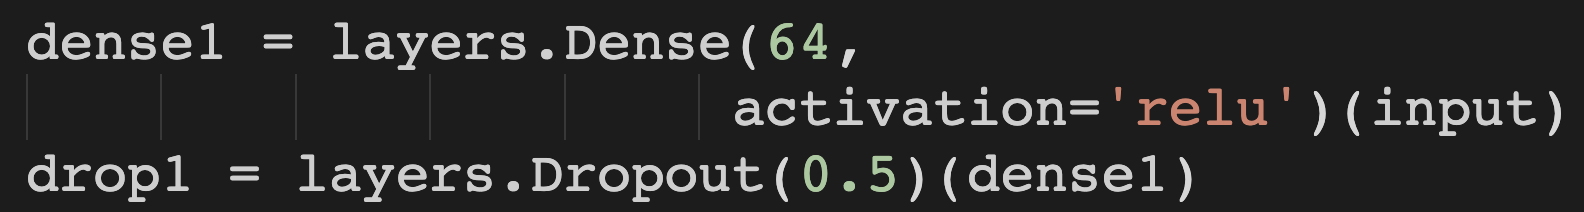 dense1 = layers.Dense(64,
                     activation='relu')(input)
drop1 = layers.Dropout(0.5)(dense1)